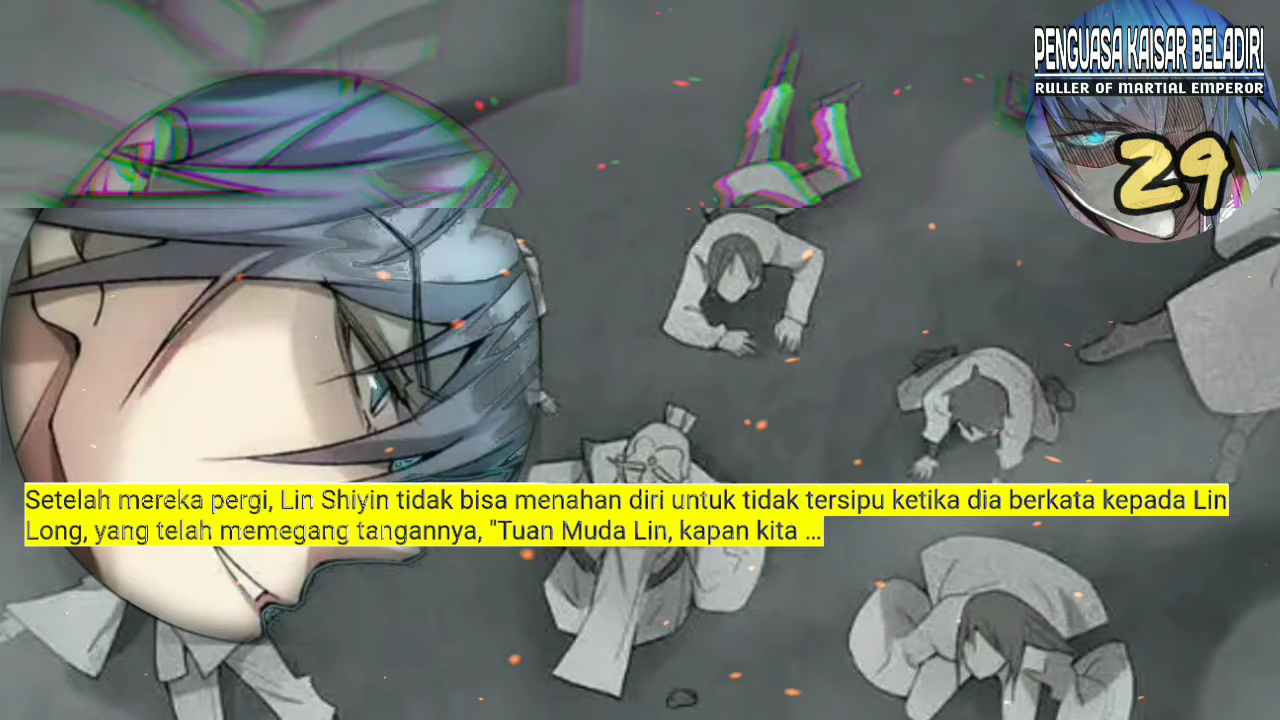 PENGUASA KAISAR BELADIRI
RULLER OF MARTIAL EMPEROR
29
Setelah mereka pergi, Lin Shiyin tidak bisa menahan diri untuk tidak tersipu ketika dia berkata kepada Lin
Long, yang telah memegang tangannya, "Tuan Muda Lin, kapan kita ...